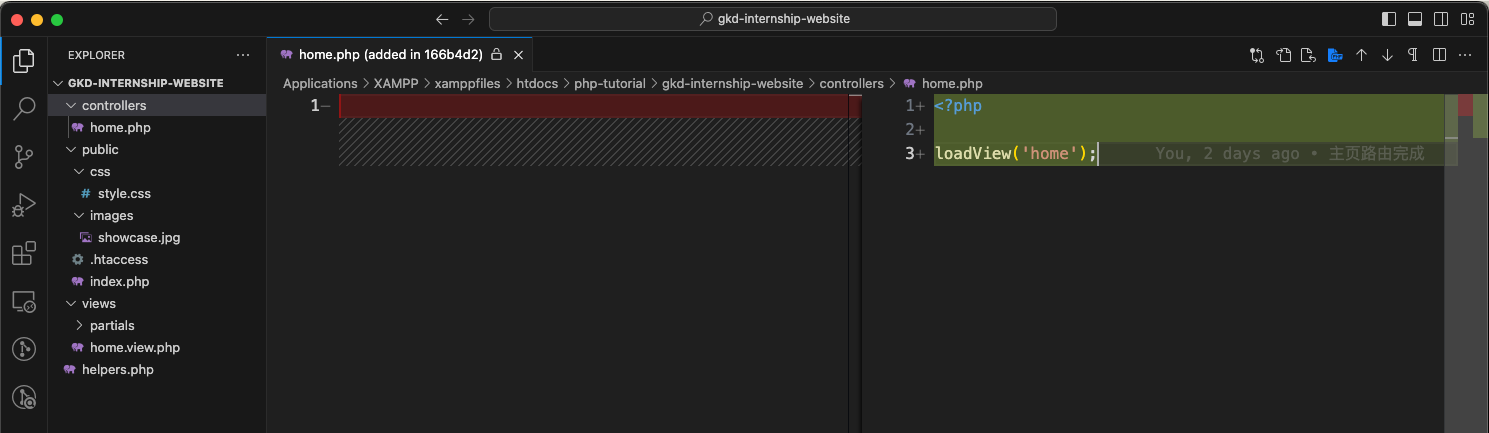 gkd-internship-website
EXPLORER
home.php (added in 166b4d2)
GKD-INTERNSHIP-WEBSITE
Applications > XAMPP > xamppfiles > htdocs > php-tutorial > gkd-internship-website > controllers > home.php
controllers
home.php
public
css
style.css
images
showcase.jpg
.htaccess
index.php
views
partials
home.view.php
helpers.php
1−
1+ <?php
2+
3+ loadView('home'); You, 2 days ago • 主页路由完成